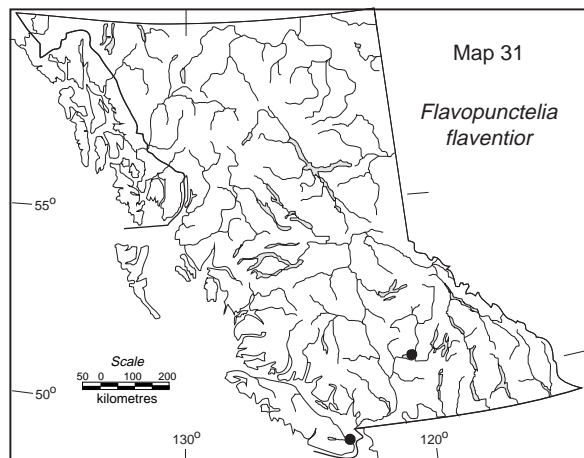 Map 31
Flavopunctelia
flaventior
55°
Scale
50 0 100 200
kilometres
50°
130°
120°